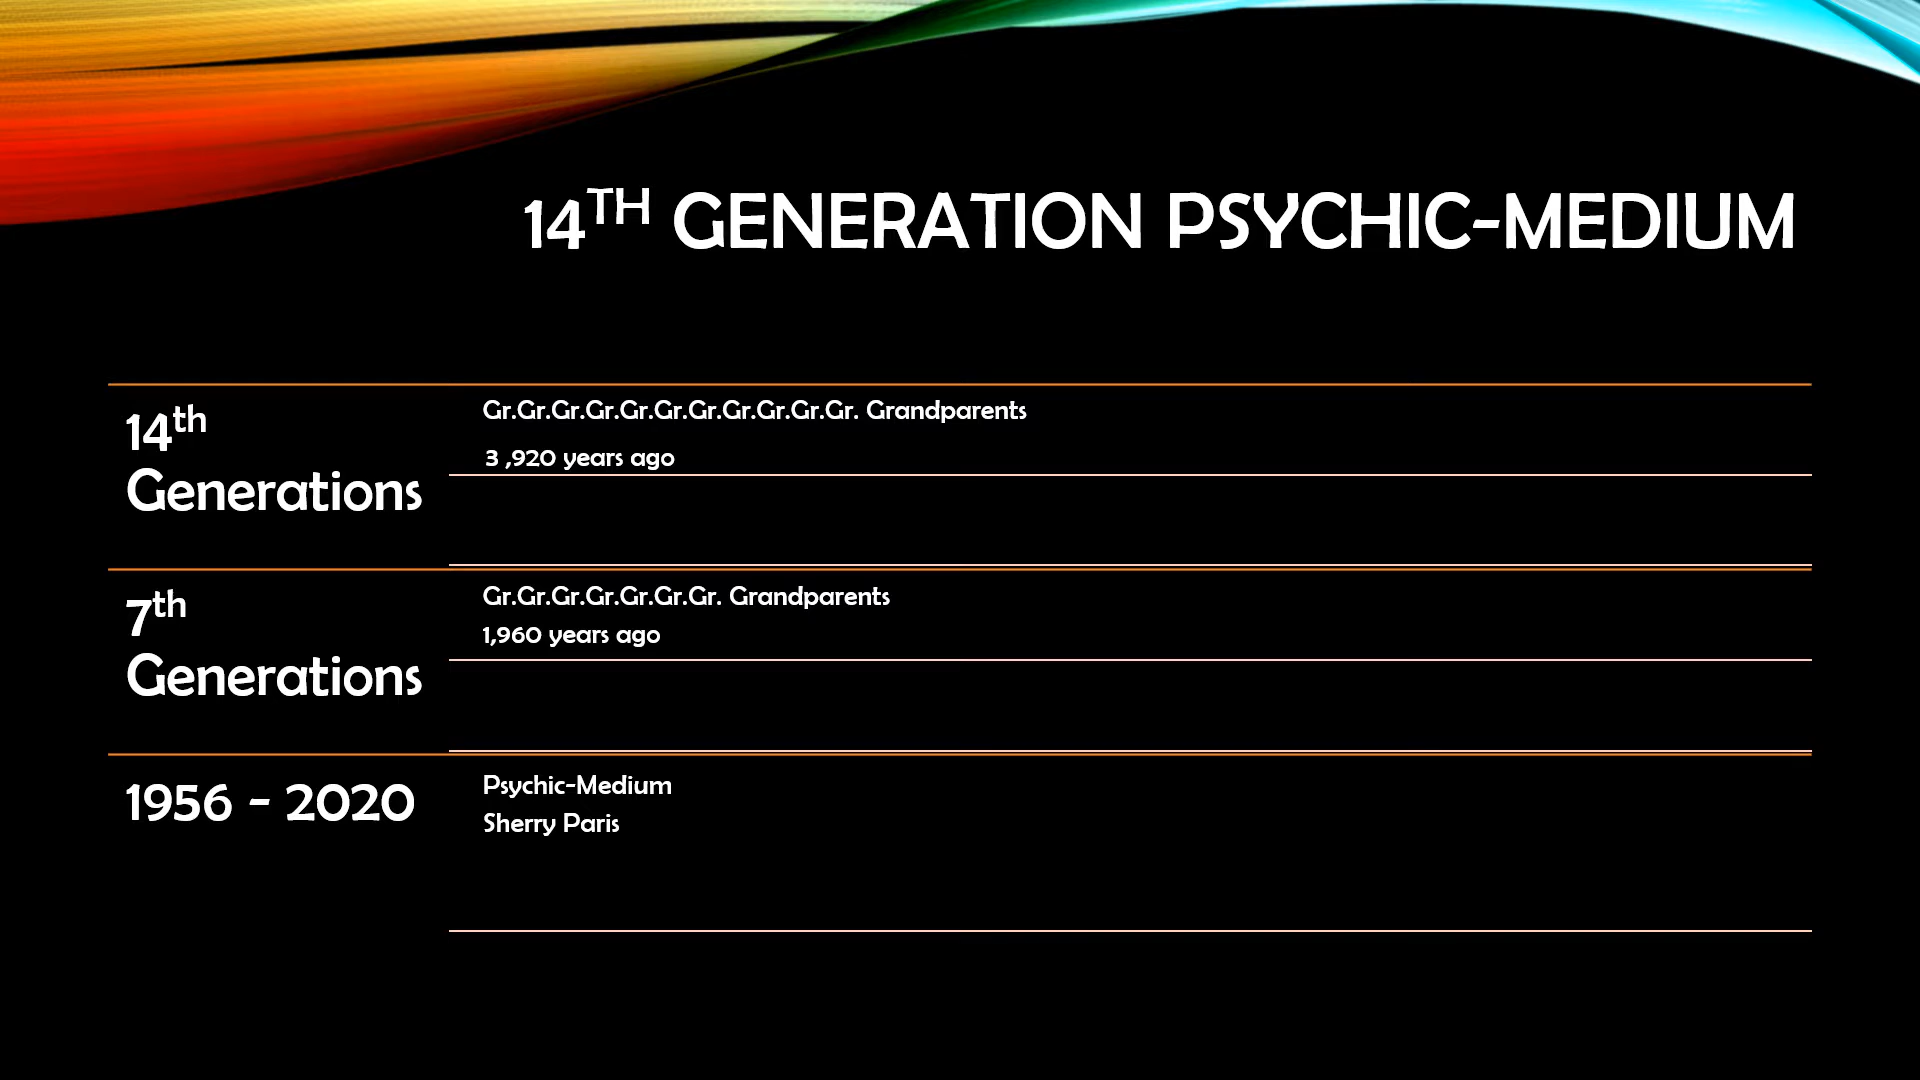 14TH GENERATION PSYCHIC-MEDIUM
14th
Generations
Gr.Gr.Gr.Gr.Gr.Gr.Gr.Gr.Gr.Gr.Gr. Grandparents
3 ,920 years ago
7th
Generations
Gr.Gr.Gr.Gr.Gr.Gr.Gr. Grandparents
1,960 years ago
1956 - 2020
Psychic-Medium
Sherry Paris